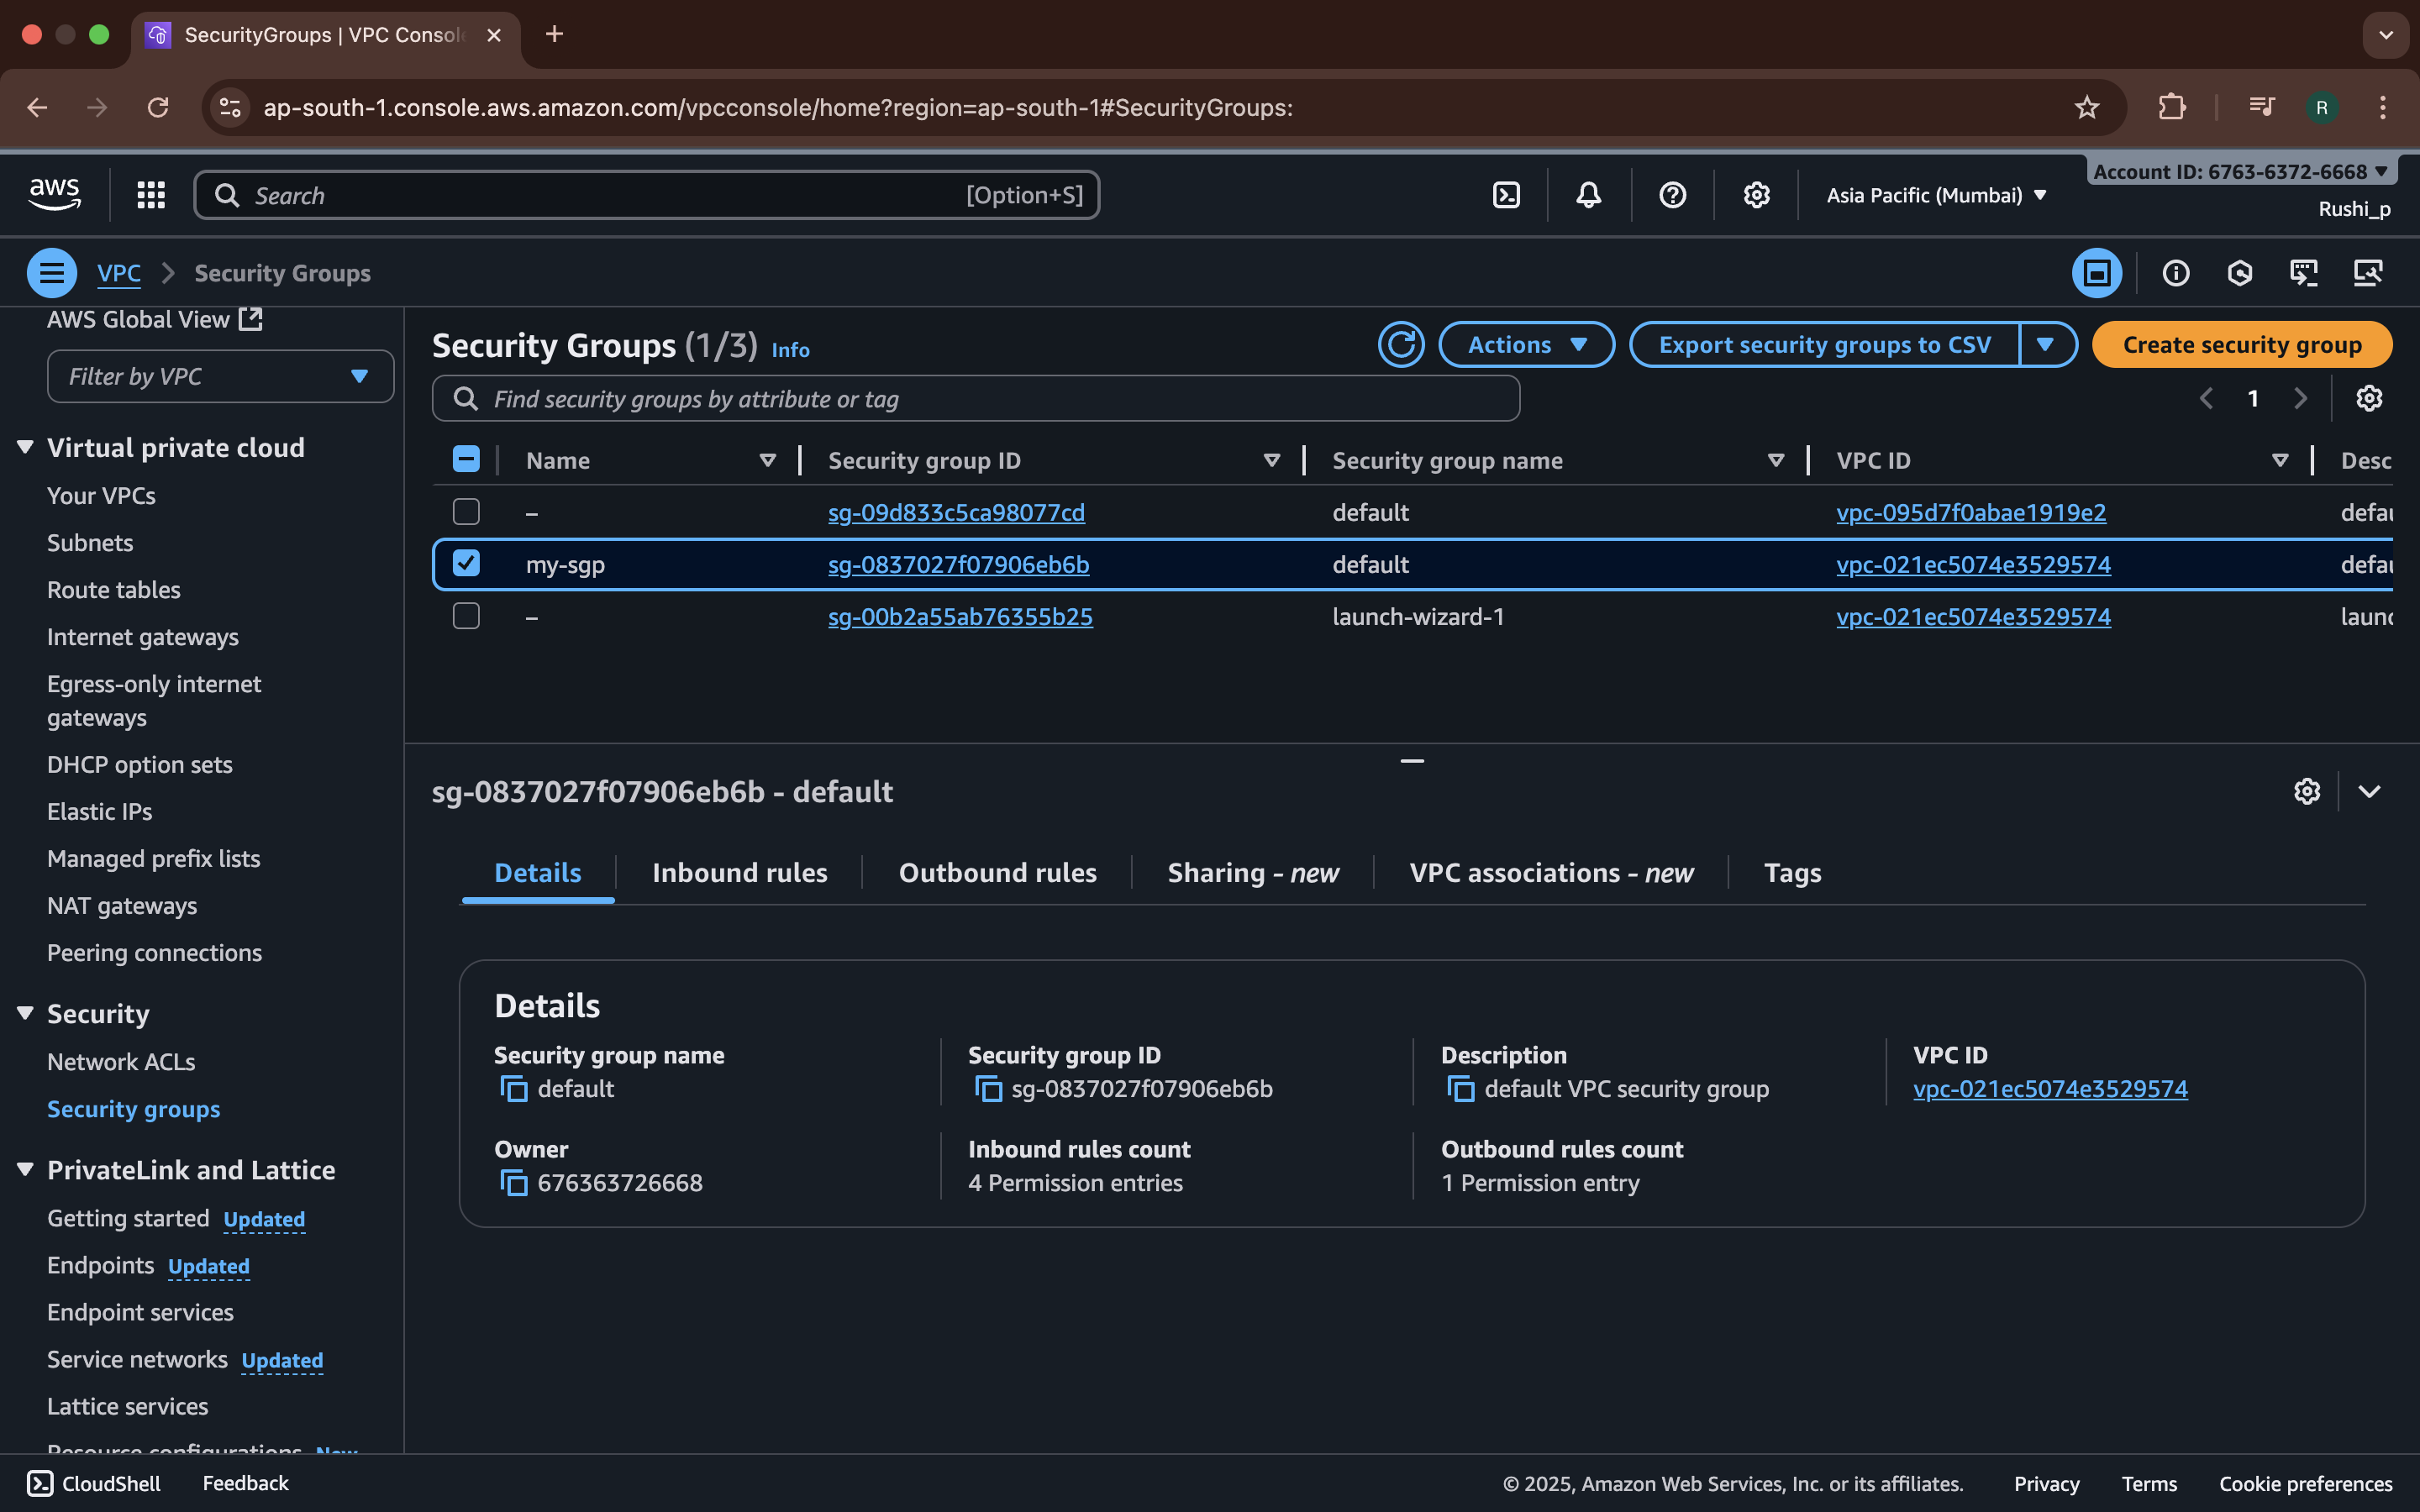 SecurityGroups | VPC Consol
ap-south-1.console.aws.amazon.com/vpcconsole/home?region=ap-south-1#SecurityGroups:
aws
Search
[Option+S]
Asia Pacific (Mumbai)
Account ID: 6763-6372-6668
Rushi_p
R
VPC
Security Groups
AWS Global View
Filter by VPC
Virtual private cloud
Your VPCs
Subnets
Route tables
Internet gateways
Egress-only internet
gateways
DHCP option sets
Elastic IPs
Managed prefix lists
NAT gateways
Peering connections
Security
Network ACLs
Security groups
PrivateLink and Lattice
Getting started Updated
Endpoints Updated
Endpoint services
Service networks Updated
Lattice services
Resource configurations New
Security Groups (1/3) Info
Actions
Export security groups to CSV
Create security group
Find security groups by attribute or tag
1
Name Security group ID Security group name VPC ID Desc
– sg-09d833c5ca98077cd default vpc-095d7f0abae1919e2 defau
my-sgp sg-0837027f07906eb6b default vpc-021ec5074e3529574 defau
– sg-00b2a55ab76355b25 launch-wizard-1 vpc-021ec5074e3529574 launc
sg-0837027f07906eb6b - default
Details Inbound rules Outbound rules Sharing - new VPC associations - new Tags
Details
Security group name
default
Security group ID
sg-0837027f07906eb6b
Description
default VPC security group
VPC ID
vpc-021ec5074e3529574
Owner
676363726668
Inbound rules count
4 Permission entries
Outbound rules count
1 Permission entry
CloudShell Feedback
© 2025, Amazon Web Services, Inc. or its affiliates. Privacy Terms Cookie preferences